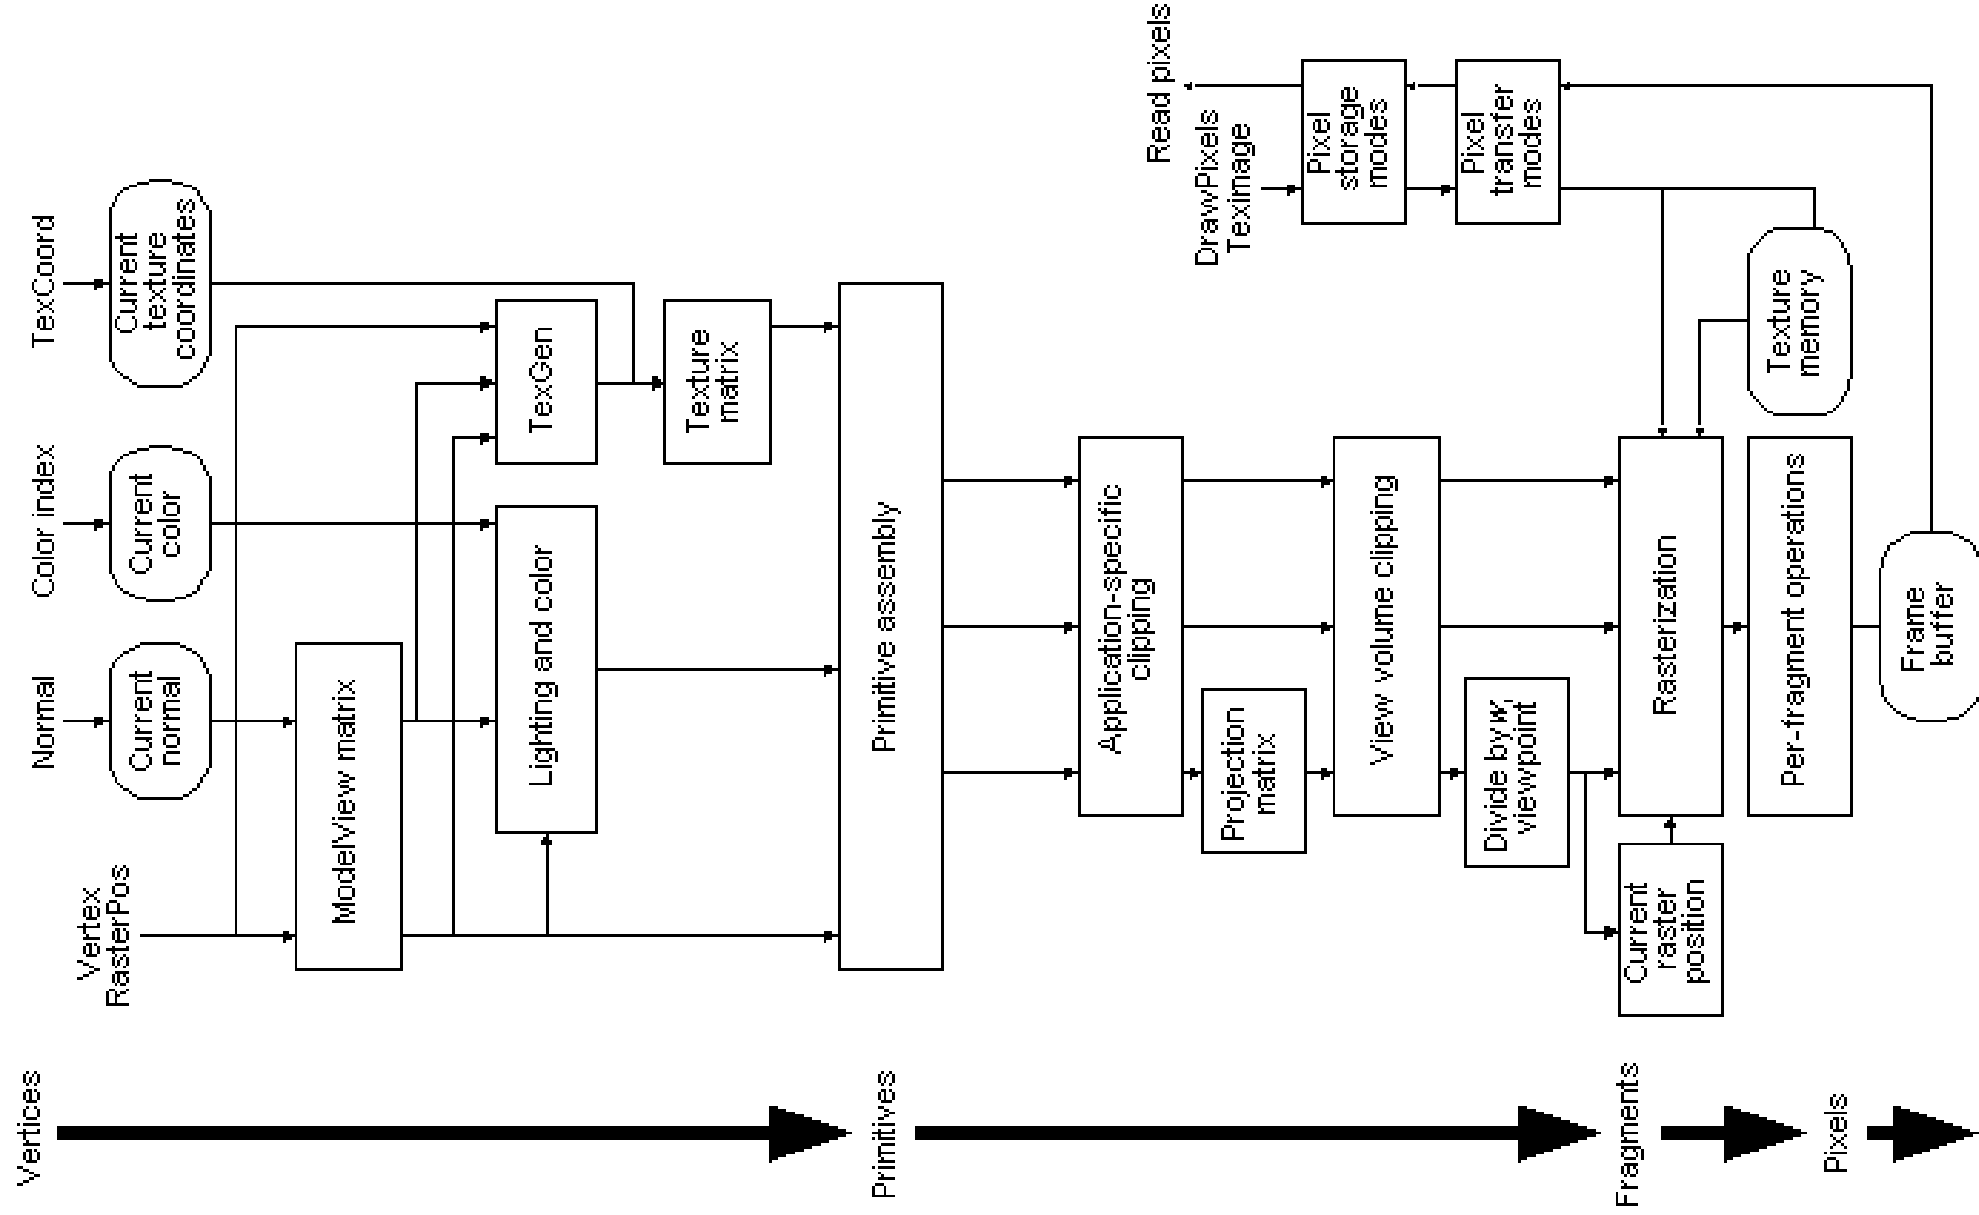 Vertices
Vertex
RasterPos
Normal
Color index
TexCoord
Current
normal
Current
color
Current
texture
coordinates
ModelView matrix
Lighting and color
TexGen
Texture
matrix
Primitives
Primitive assembly
Application-specific
clipping
Projection
matrix
View volume clipping
Divide by w,
viewpoint
Read pixels
DrawPixels
TexImage
Pixel
storage
modes
Pixel
transfer
modes
Fragments
Current
raster
position
Rasterization
Texture
memory
Per-fragment operations
Pixels
Frame
buffer